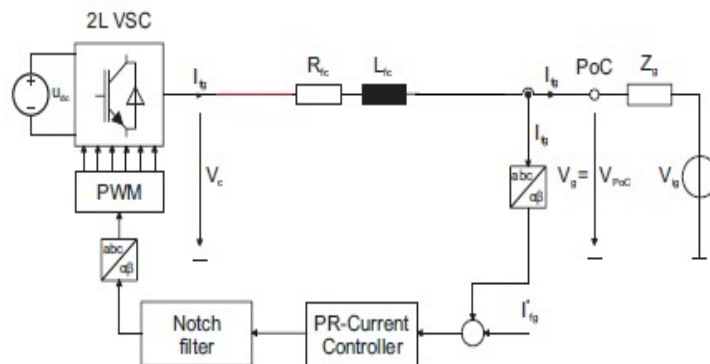 2L VSC
u_dc
I_fg
R_fc
L_fc
I_fg
PoC
Z_g
I_fg
abc
αβ
V_c
V_g=
V_PoC
V_ig
PWM
abc
αβ
Notch
filter
PR-Current
Controller
I*_fg